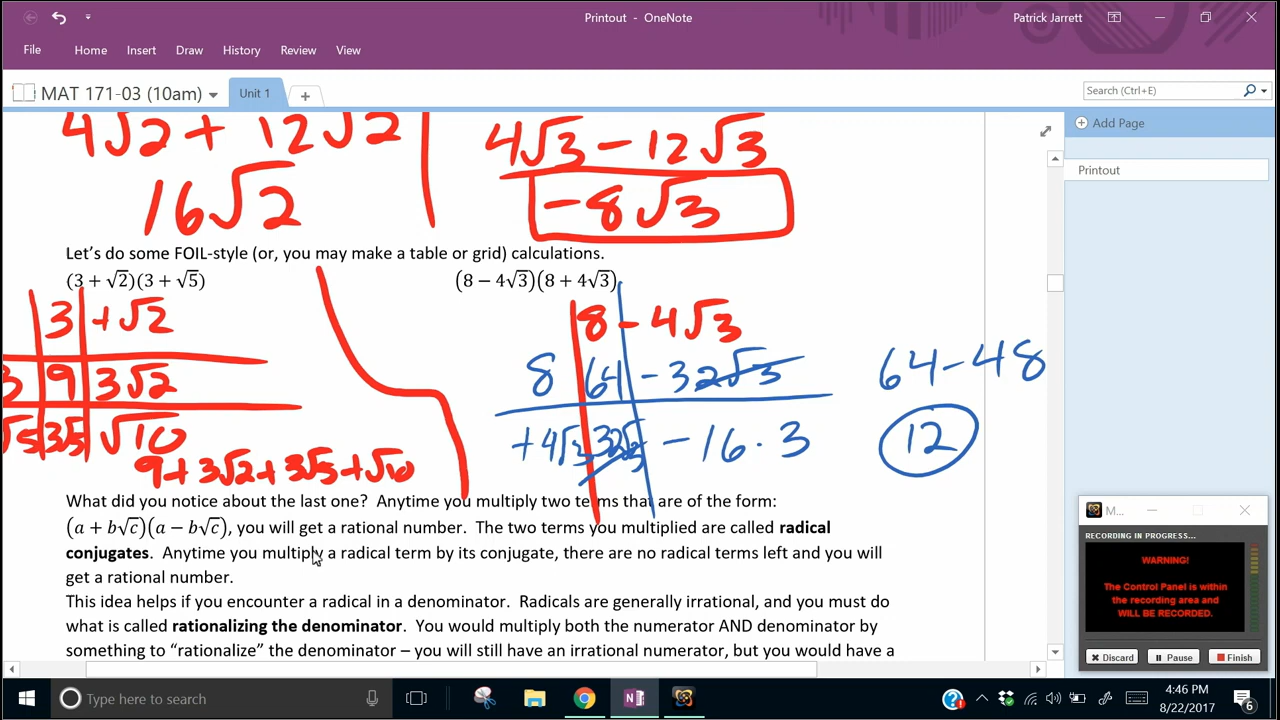 Printout - OneNote
Patrick Jarrett
File Home Insert Draw History Review View
MAT 171-03 (10am)
Unit 1
Search (Ctrl+E)
Add Page
Printout
4√2 + 12√2
16√2
4√3 - 12√3
-8√3
Let's do some FOIL-style (or, you may make a table or grid) calculations.
(3 + √2)(3 + √5)
(8 − 4√3)(8 + 4√3)
3 +√2
3 9 3√2
√5 3√5 √10
9+3√2+3√5+√10
8 - 4√3
8 64 - 32√3
+4√3 32√3 - 16 · 3
64-48
12
What did you notice about the last one? Anytime you multiply two terms that are of the form:
(a + b√c)(a − b√c), you will get a rational number. The two terms you multiplied are called radical
conjugates. Anytime you multiply a radical term by its conjugate, there are no radical terms left and you will
get a rational number.
This idea helps if you encounter a radical in a denominator. Radicals are generally irrational, and you must do
what is called rationalizing the denominator. You would multiply both the numerator AND denominator by
something to "rationalize" the denominator – you will still have an irrational numerator, but you would have a
M...
RECORDING IN PROGRESS...
WARNING!
The Control Panel is within
the recording area and
WILL BE RECORDED.
Discard Pause Finish
Type here to search
4:46 PM
8/22/2017
6